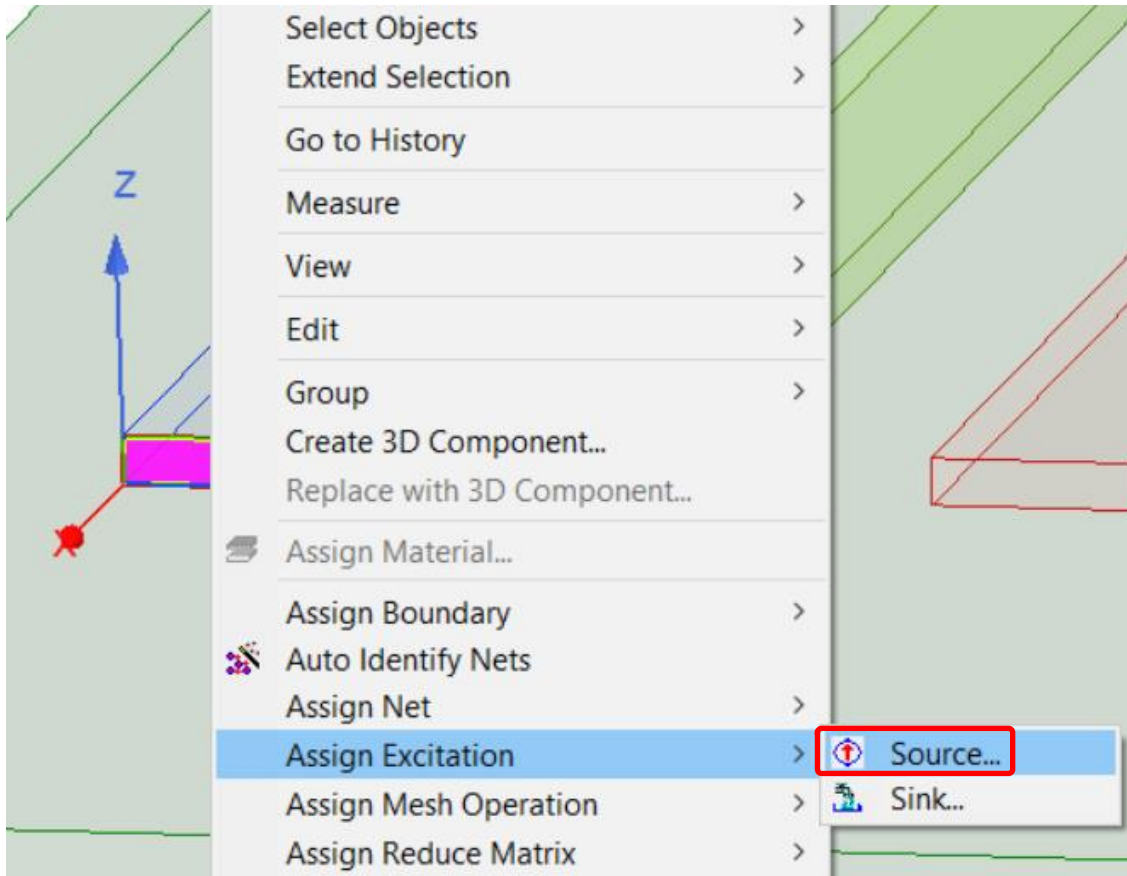 Select Objects
Extend Selection
Go to History
Z
Measure
View
Edit
Group
Create 3D Component...
Replace with 3D Component...
X
Assign Material...
Assign Boundary
Auto Identify Nets
Assign Net
Assign Excitation
Source...
Sink...
Assign Mesh Operation
Assign Reduce Matrix